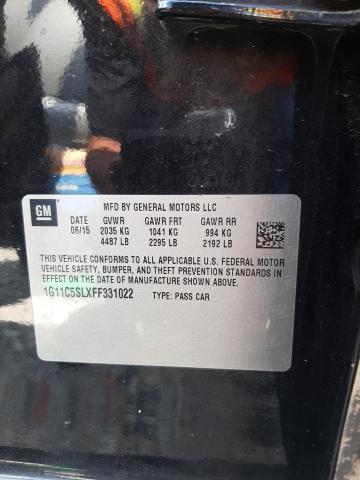 GM
MFD BY GENERAL MOTORS LLC
06/15 GVWR GAWR FRT GAWR RR
2035 KG 1041 KG 994 KG
4487 LB 2295 LB 2192 LB
THIS VEHICLE CONFORMS TO ALL APPLICABLE U.S. FEDERAL MOTOR
VEHICLE SAFETY, BUMPER, AND THEFT PREVENTION STANDARDS IN
EFFECT ON THE DATE OF MANUFACTURE SHOWN ABOVE.
1G11C5SLXFF331022 TYPE: PASS CAR